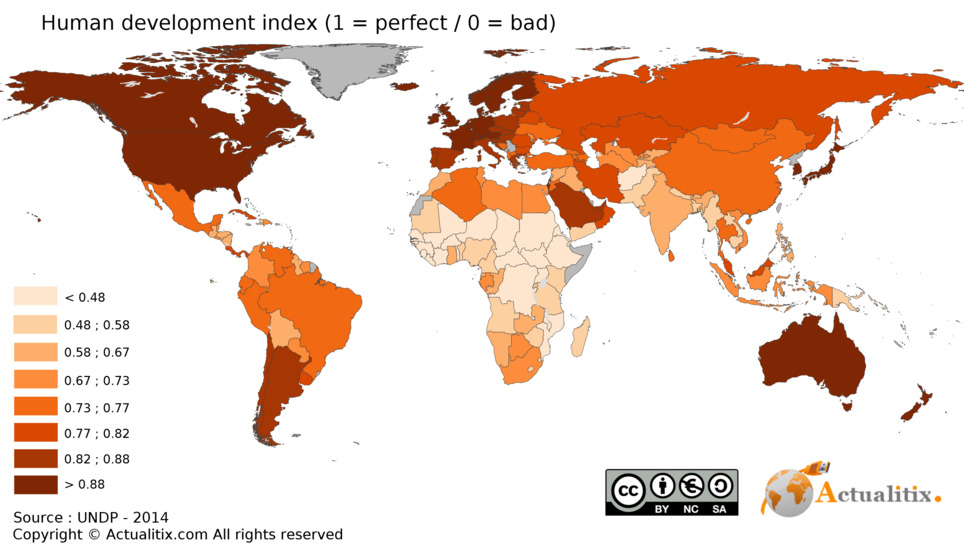 Human development index (1 = perfect / 0 = bad)
< 0.48
0.48 ; 0.58
0.58 ; 0.67
0.67 ; 0.73
0.73 ; 0.77
0.77 ; 0.82
0.82 ; 0.88
> 0.88
cc
BY NC SA
Actualitix.
Source : UNDP - 2014
Copyright © Actualitix.com All rights reserved